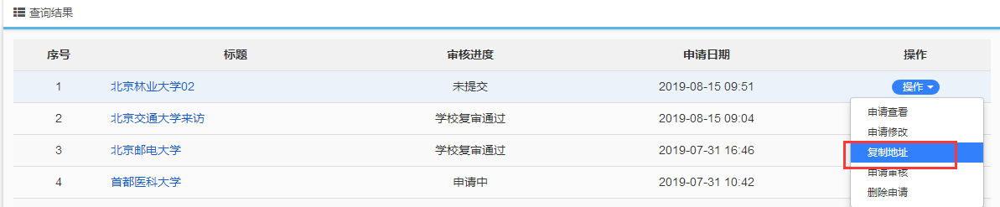 查询结果
序号 标题 审核进度 申请日期 操作
1 北京林业大学02 未提交 2019-08-15 09:51 操作
2 北京交通大学来访 学校复审通过 2019-08-15 09:04
3 北京邮电大学 学校复审通过 2019-07-31 16:46
4 首都医科大学 申请中 2019-07-31 10:42
申请查看
申请修改
复制地址
申请审核
删除申请